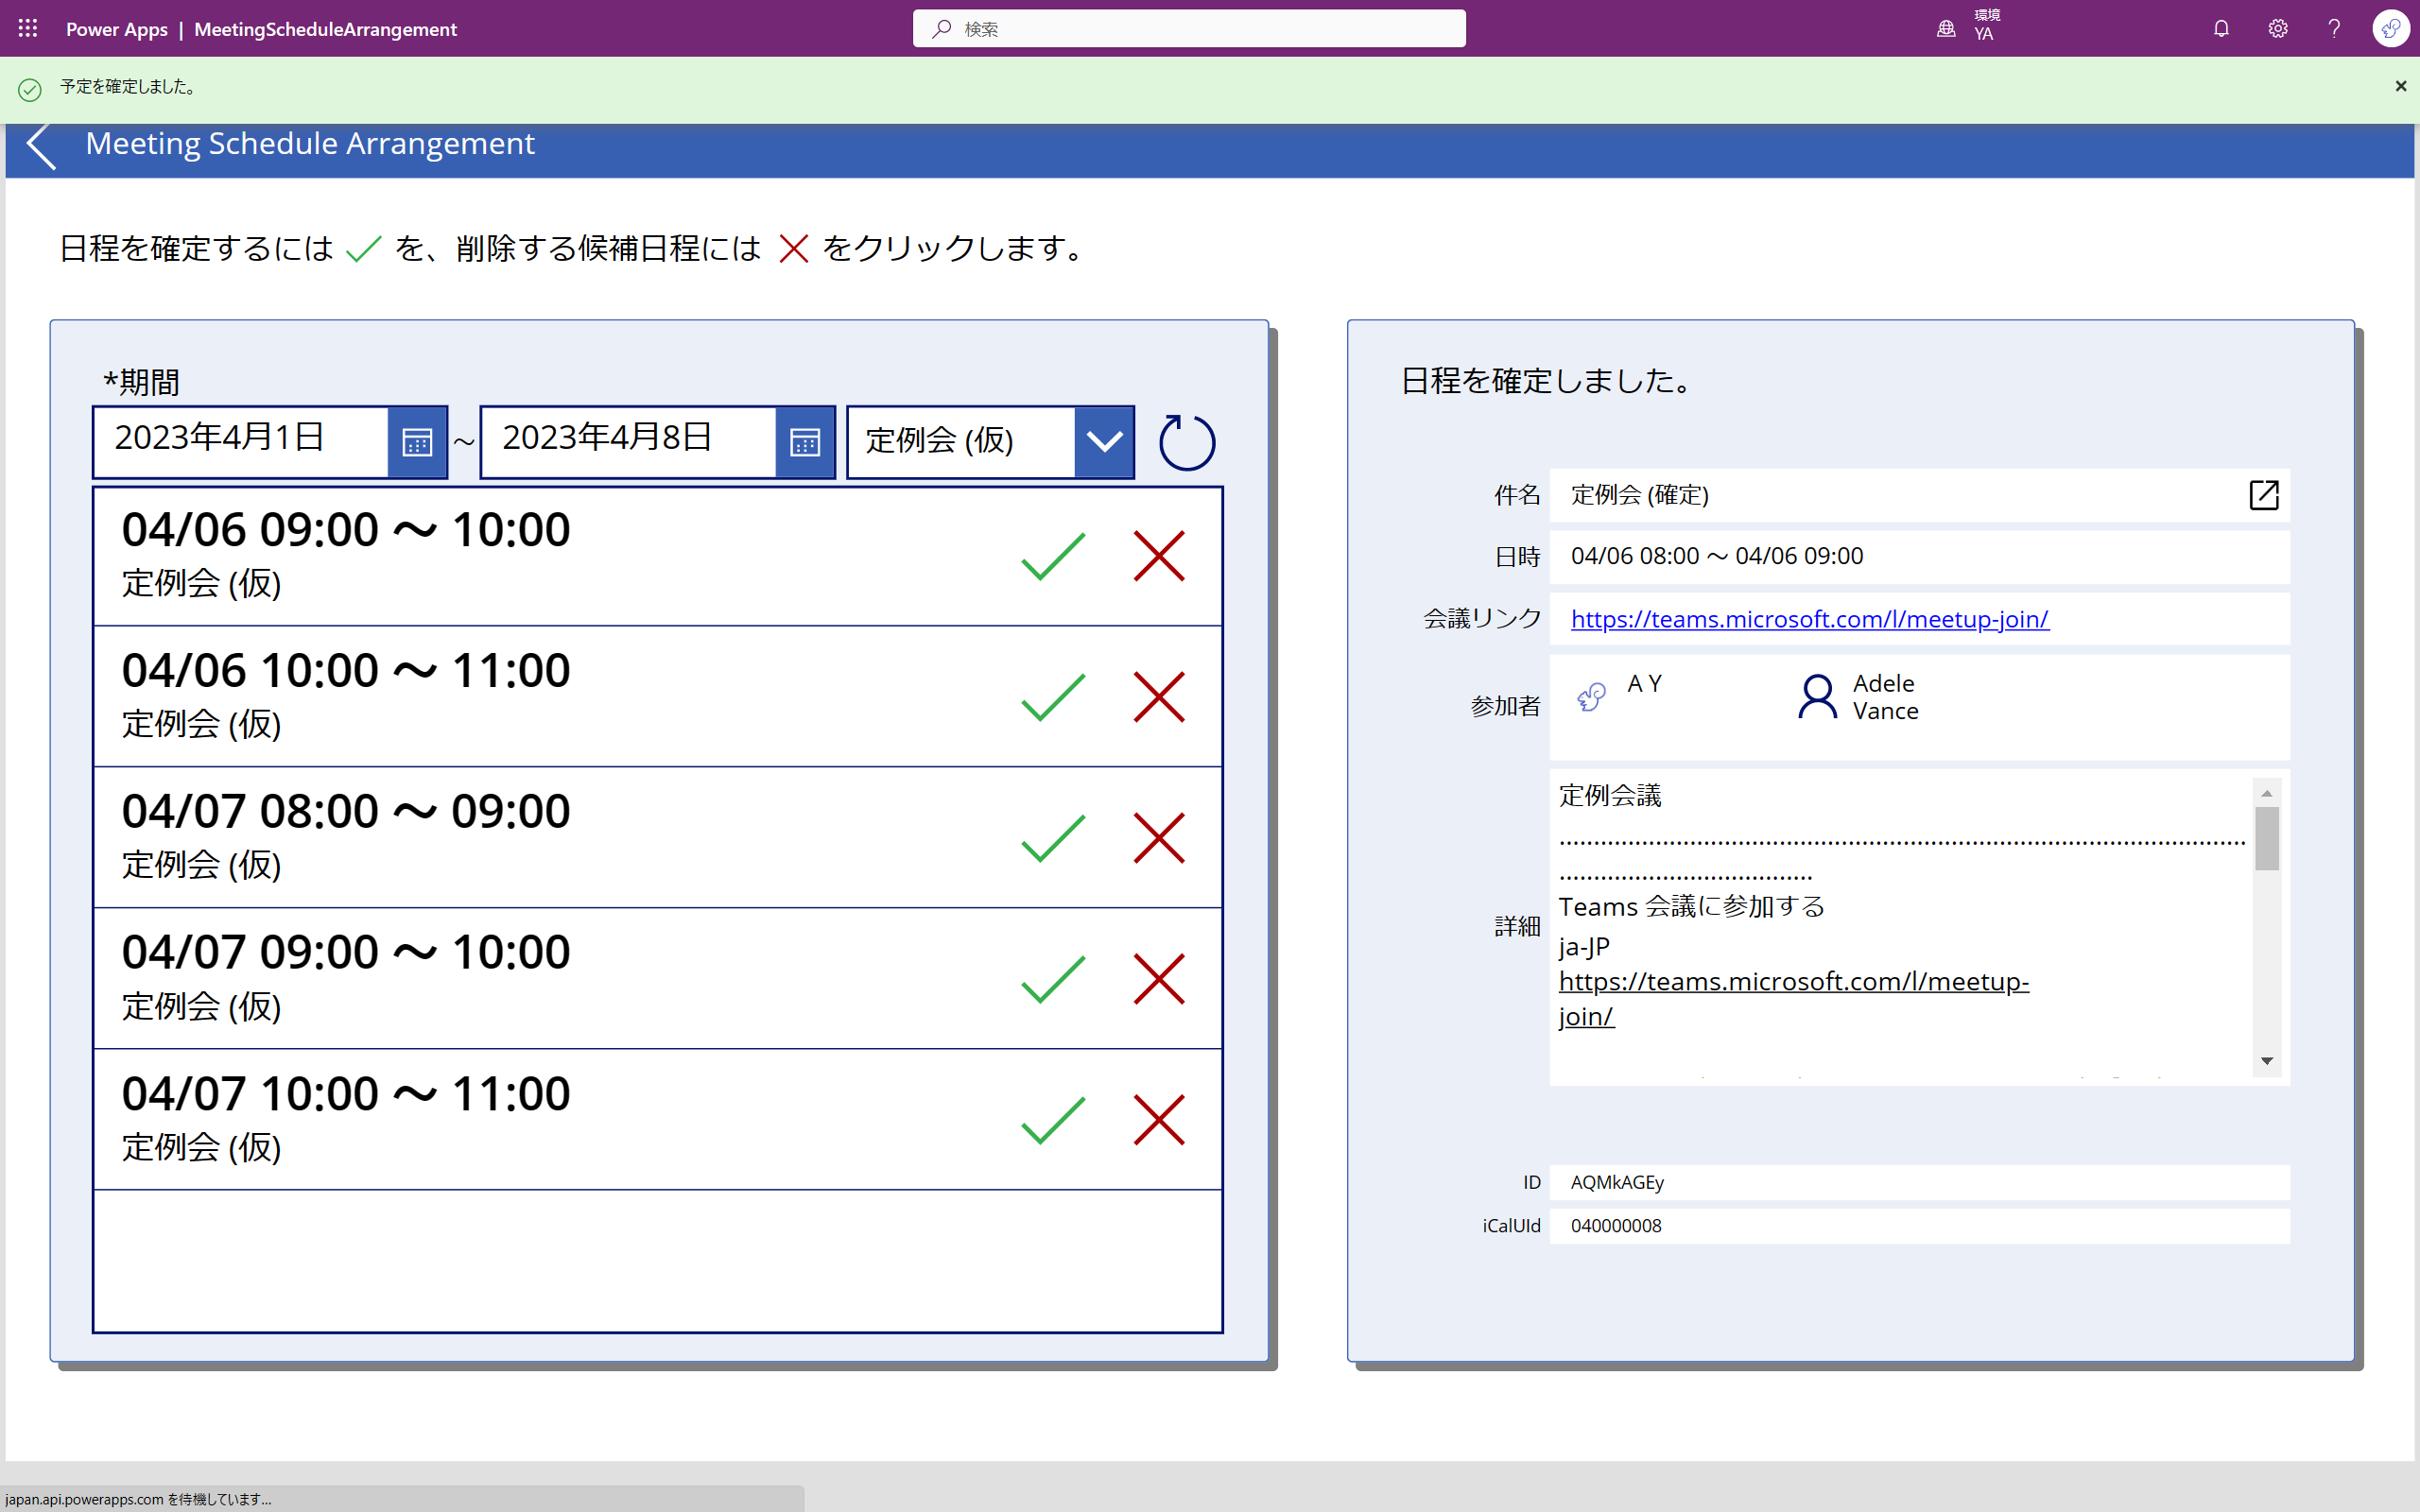 Power Apps | MeetingScheduleArrangement
検索
環境
YA
予定を確定しました。
Meeting Schedule Arrangement
日程を確定するには を、削除する候補日程には をクリックします。
*期間
2023年4月1日 ～ 2023年4月8日 定例会 (仮)
04/06 09:00 ～ 10:00
定例会 (仮)
04/06 10:00 ～ 11:00
定例会 (仮)
04/07 08:00 ～ 09:00
定例会 (仮)
04/07 09:00 ～ 10:00
定例会 (仮)
04/07 10:00 ～ 11:00
定例会 (仮)
日程を確定しました。
件名 定例会 (確定)
日時 04/06 08:00 ～ 04/06 09:00
会議リンク https://teams.microsoft.com/l/meetup-join/
参加者 A Y Adele
Vance
詳細
定例会議
Teams 会議に参加する
ja-JP
https://teams.microsoft.com/l/meetup-
join/
ID AQMkAGEy
iCalUId 040000008
japan.api.powerapps.com を待機しています...